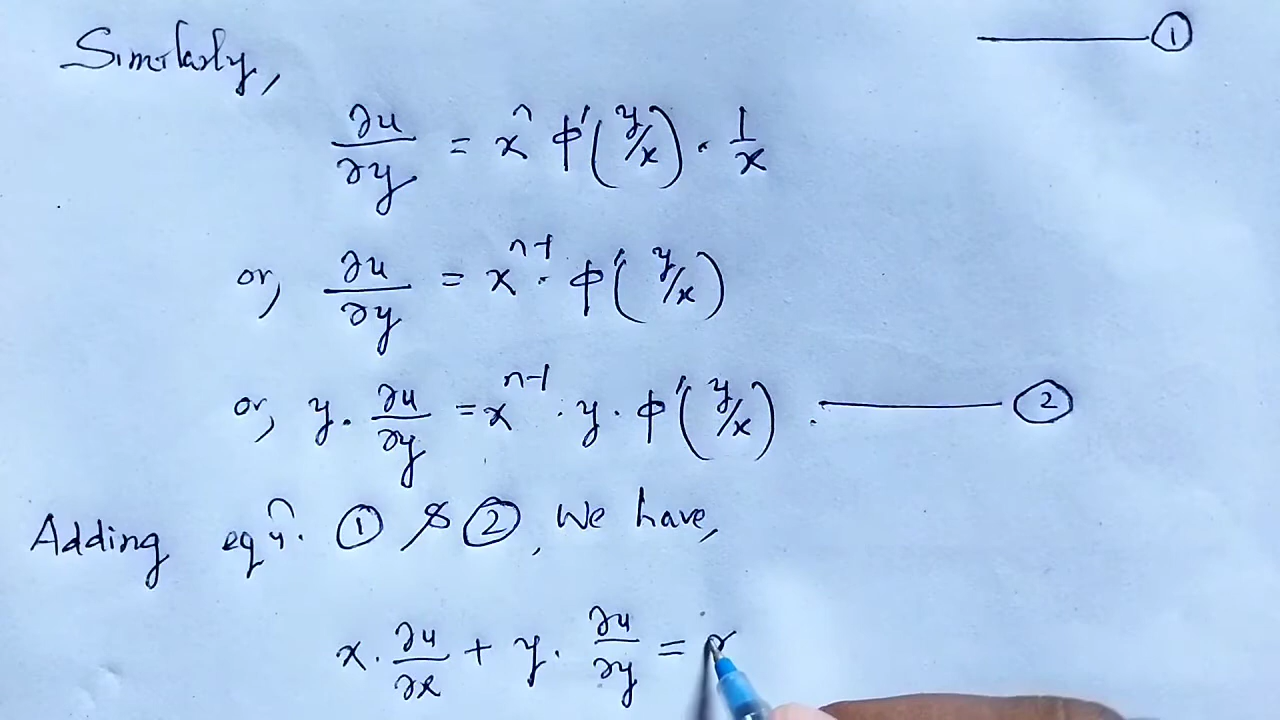 Similarly, ——— ①
∂u/∂y = xⁿ ϕ'(y/x) · 1/x
or, ∂u/∂y = xⁿ⁻¹ · ϕ'(y/x)
or, y · ∂u/∂y = xⁿ⁻¹ · y · ϕ'(y/x) . ——— ②
Adding eqⁿ. ① & ②, We have,
x · ∂u/∂x + y · ∂u/∂y =